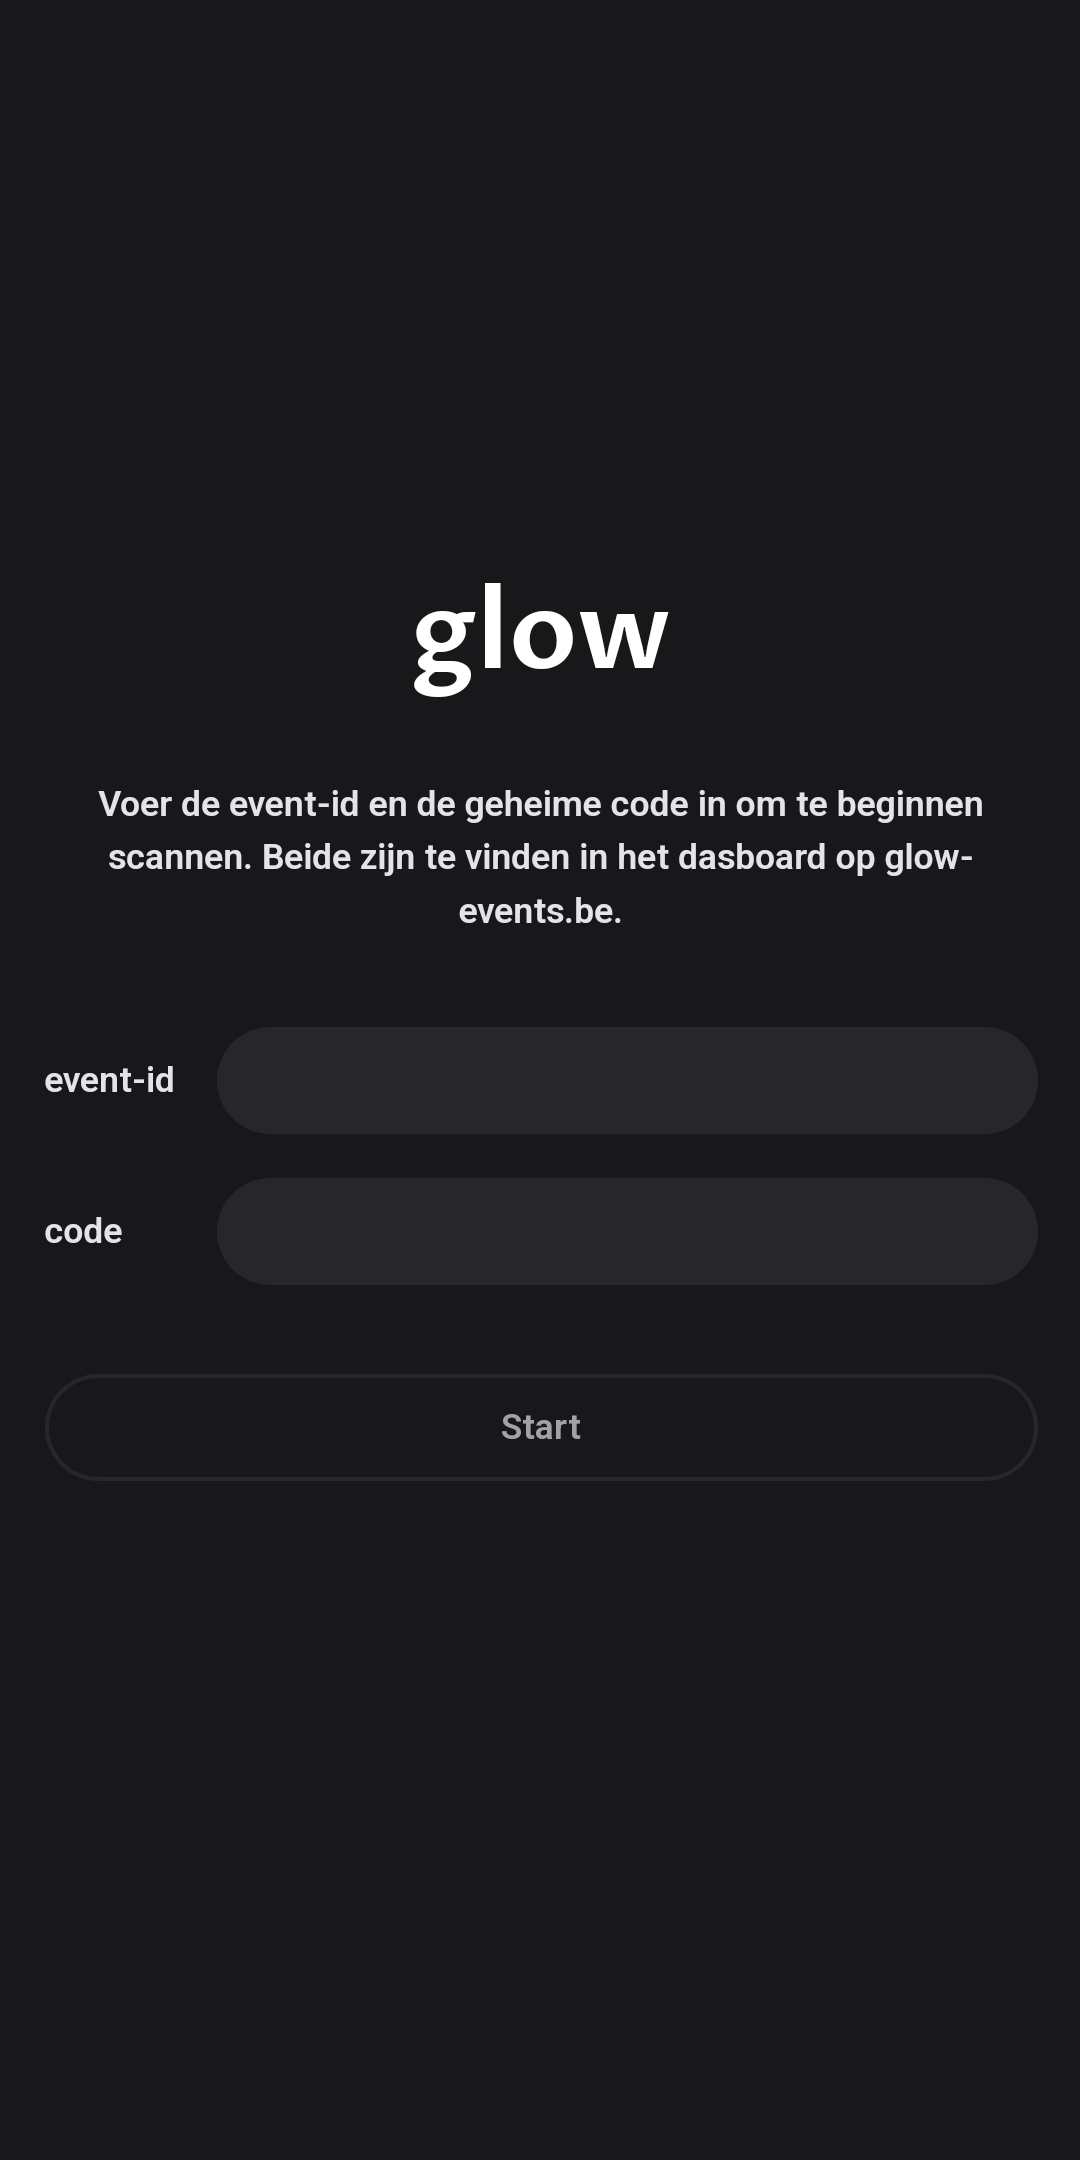 glow
Voer de event-id en de geheime code in om te beginnen
scannen. Beide zijn te vinden in het dasboard op glow-
events.be.
event-id
code
Start